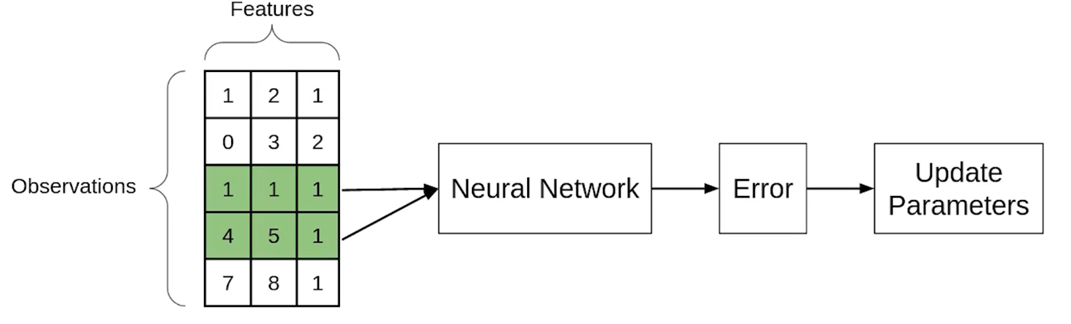 Features
1 2 1
0 3 2
Observations
1 1 1
4 5 1
7 8 1
Neural Network
Error
Update
Parameters